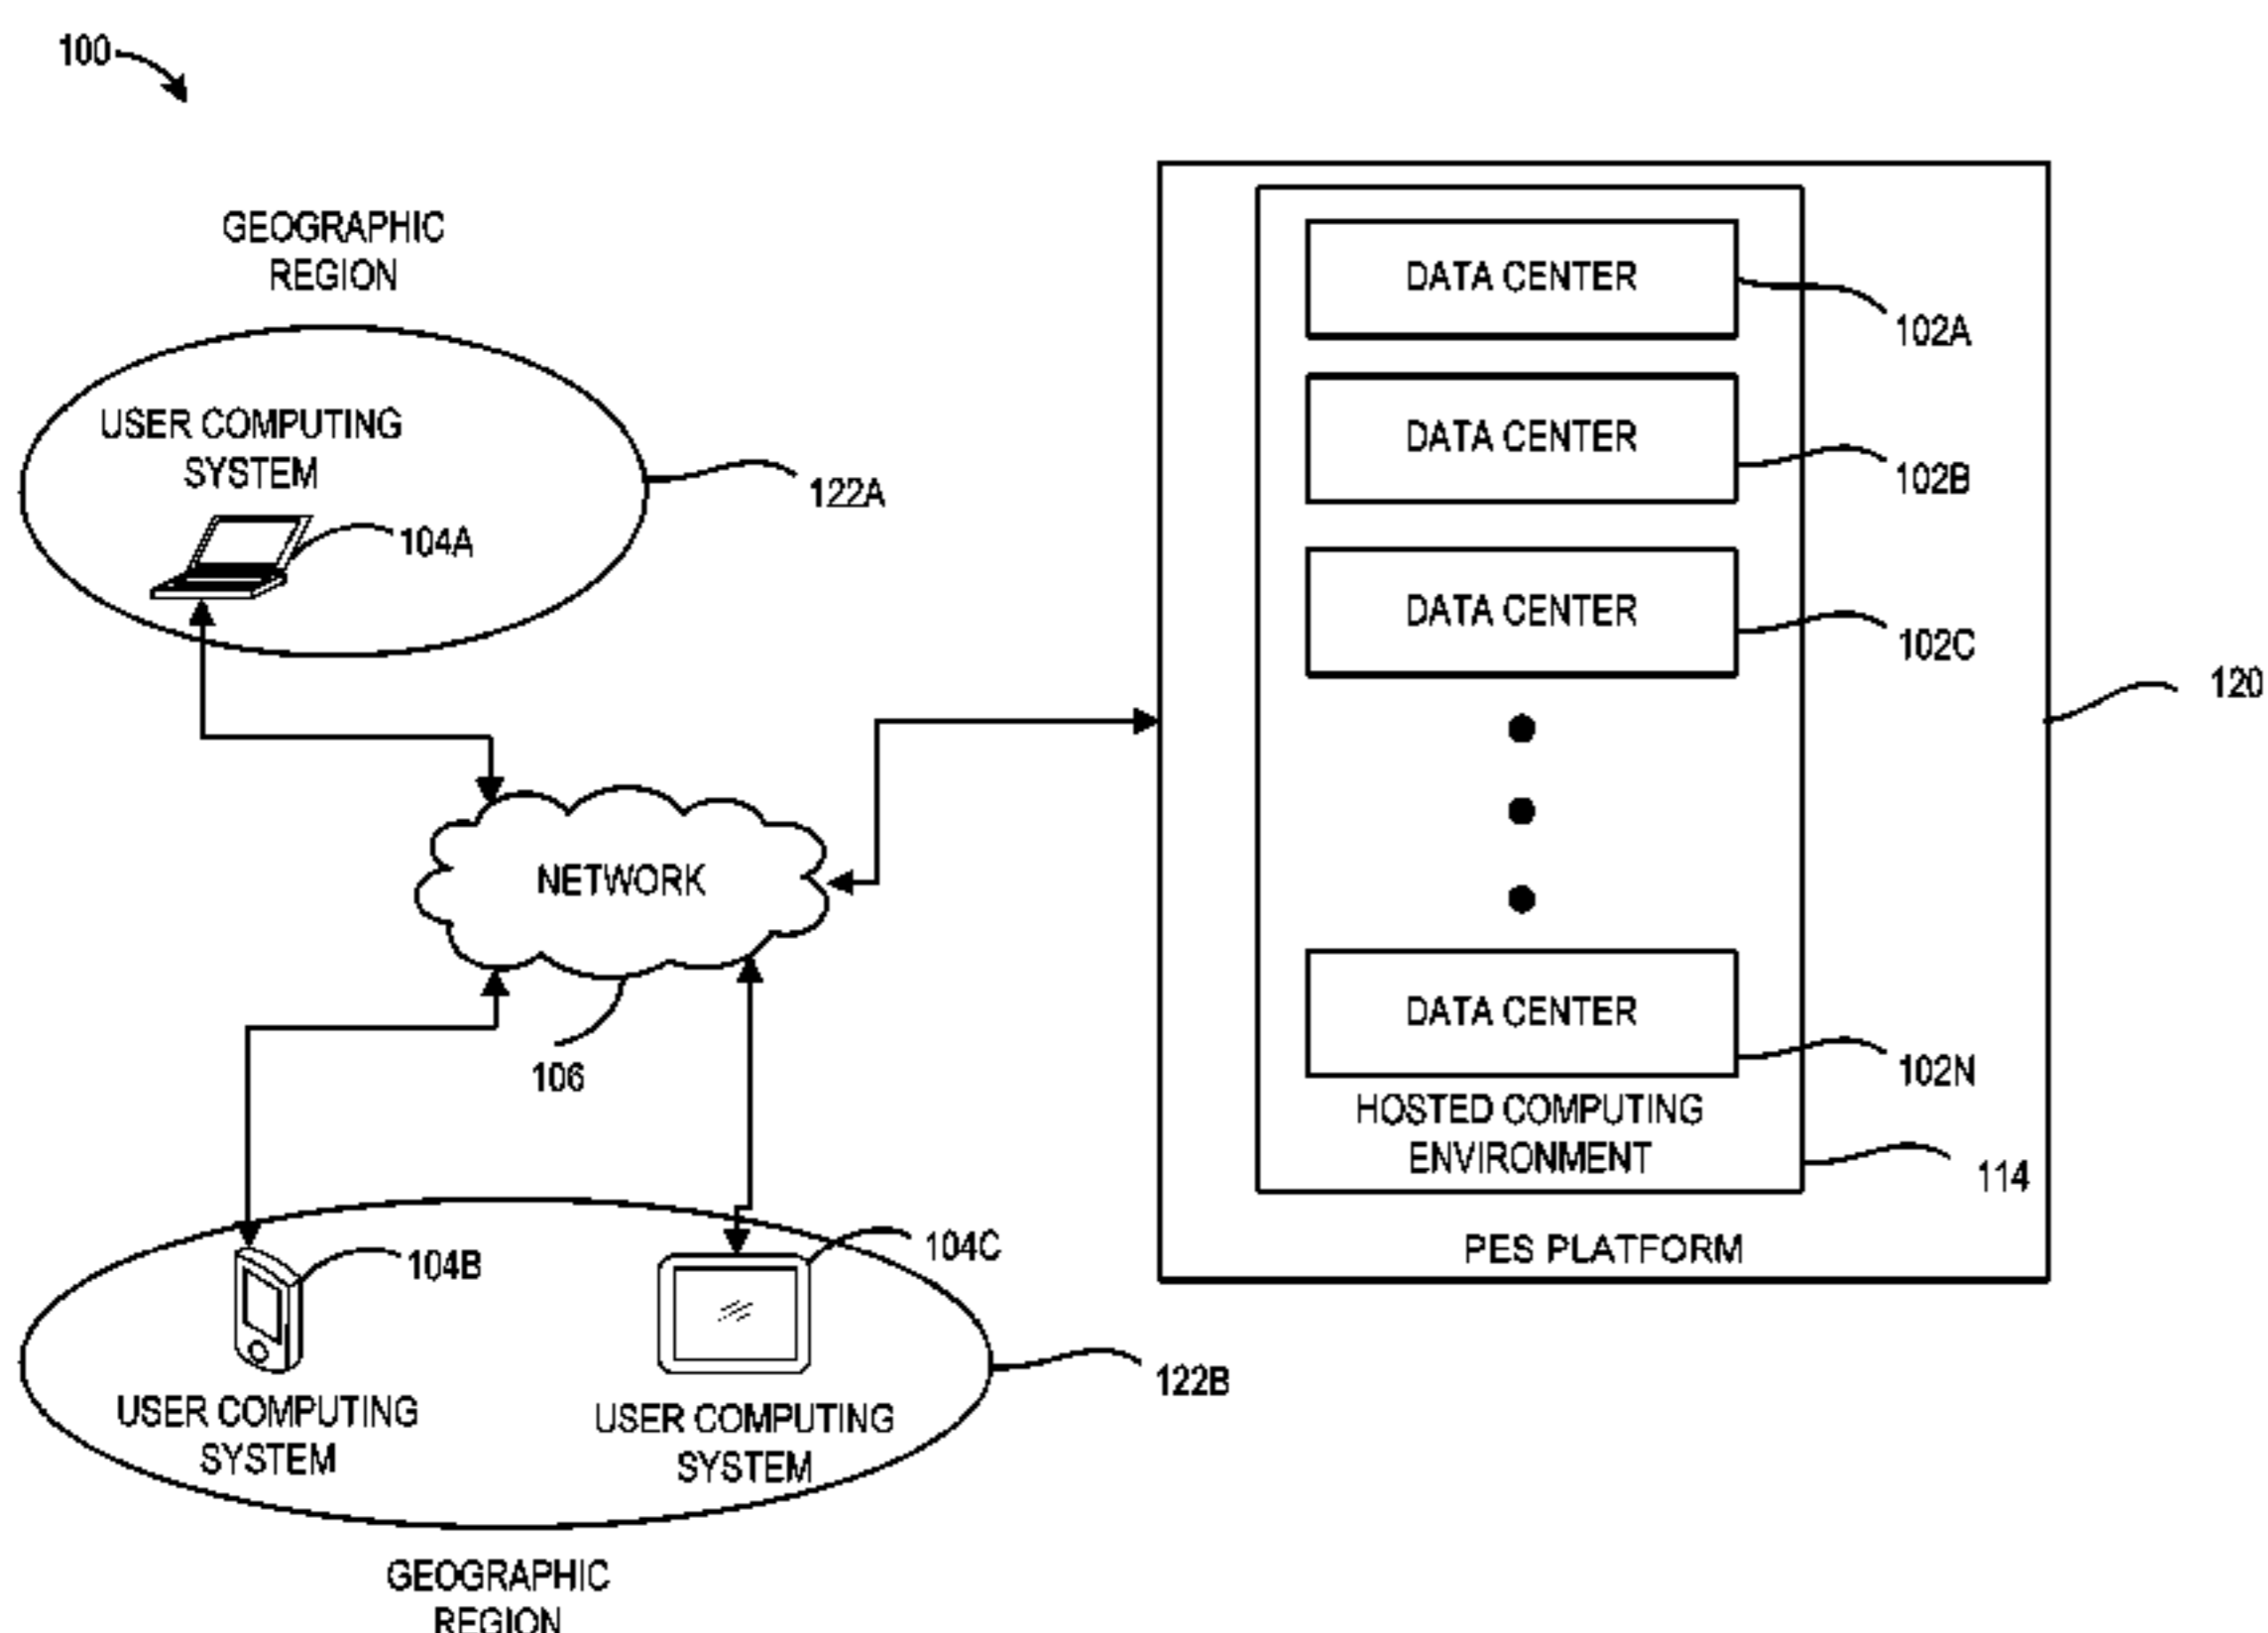 100
GEOGRAPHIC
REGION
USER COMPUTING
SYSTEM
104A
122A
DATA CENTER
102A
DATA CENTER
102B
DATA CENTER
102C
120
NETWORK
106
DATA CENTER
102N
HOSTED COMPUTING
ENVIRONMENT
114
PES PLATFORM
104B
104C
USER COMPUTING
SYSTEM
USER COMPUTING
SYSTEM
122B
GEOGRAPHIC
REGION